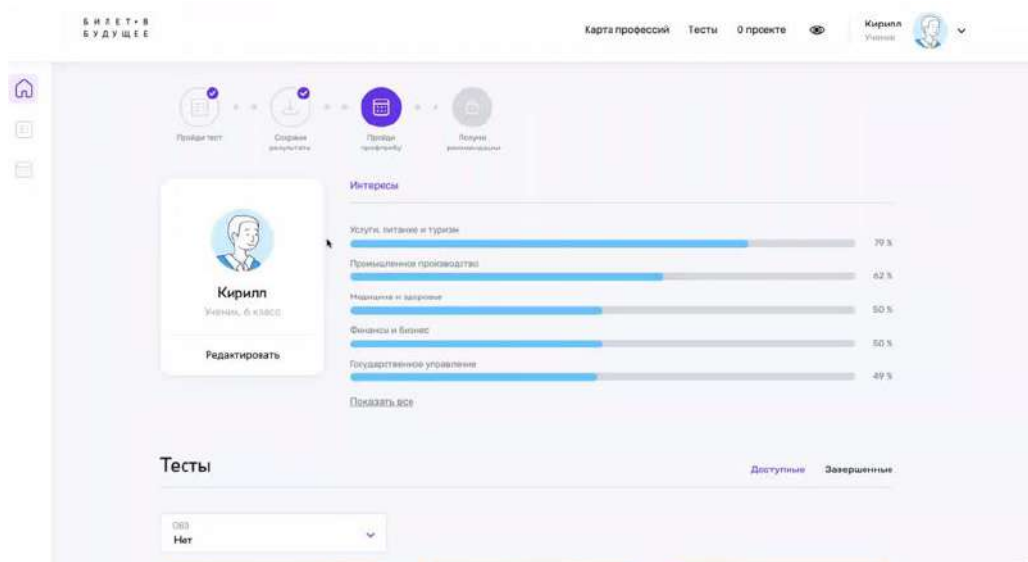 БИЛЕТ•В
БУДУЩЕЕ
Карта профессий Тесты О проекте Кирилл
Ученик
Пройди тест Сохрани Пройди Получи
результаты профпробу рекомендации
Интересы
Услуги, питание и туризм
79 %
Промышленное производство
62 %
Медицина и здоровье
50 %
Финансы и бизнес
50 %
Государственное управление
49 %
Показать все
Кирилл
Ученик, 6 класс
Редактировать
Тесты Доступные Завершенные
ОВЗ
Нет